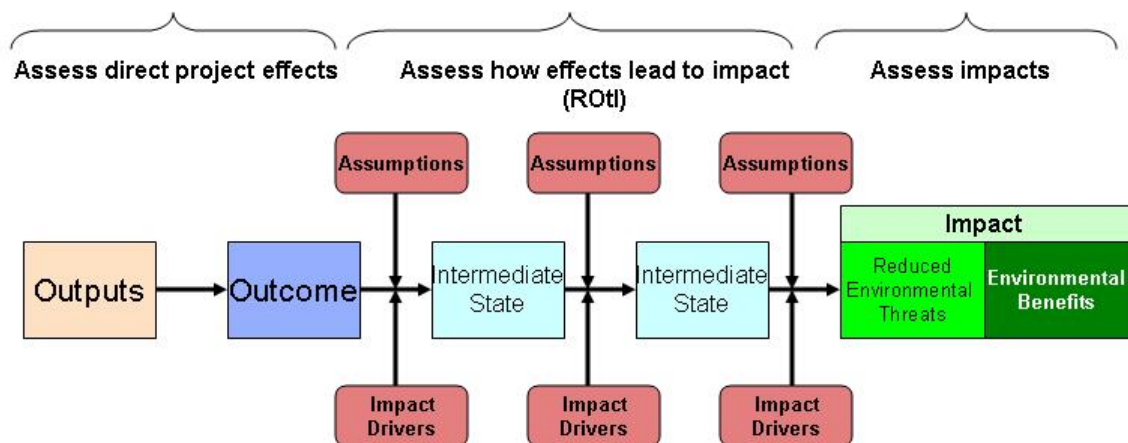 Assess direct project effects
Assess how effects lead to impact
(ROtI)
Assess impacts
Assumptions
Assumptions
Assumptions
Outputs
Outcome
Intermediate
State
Intermediate
State
Impact
Reduced
Environmental
Threats
Environmental
Benefits
Impact
Drivers
Impact
Drivers
Impact
Drivers